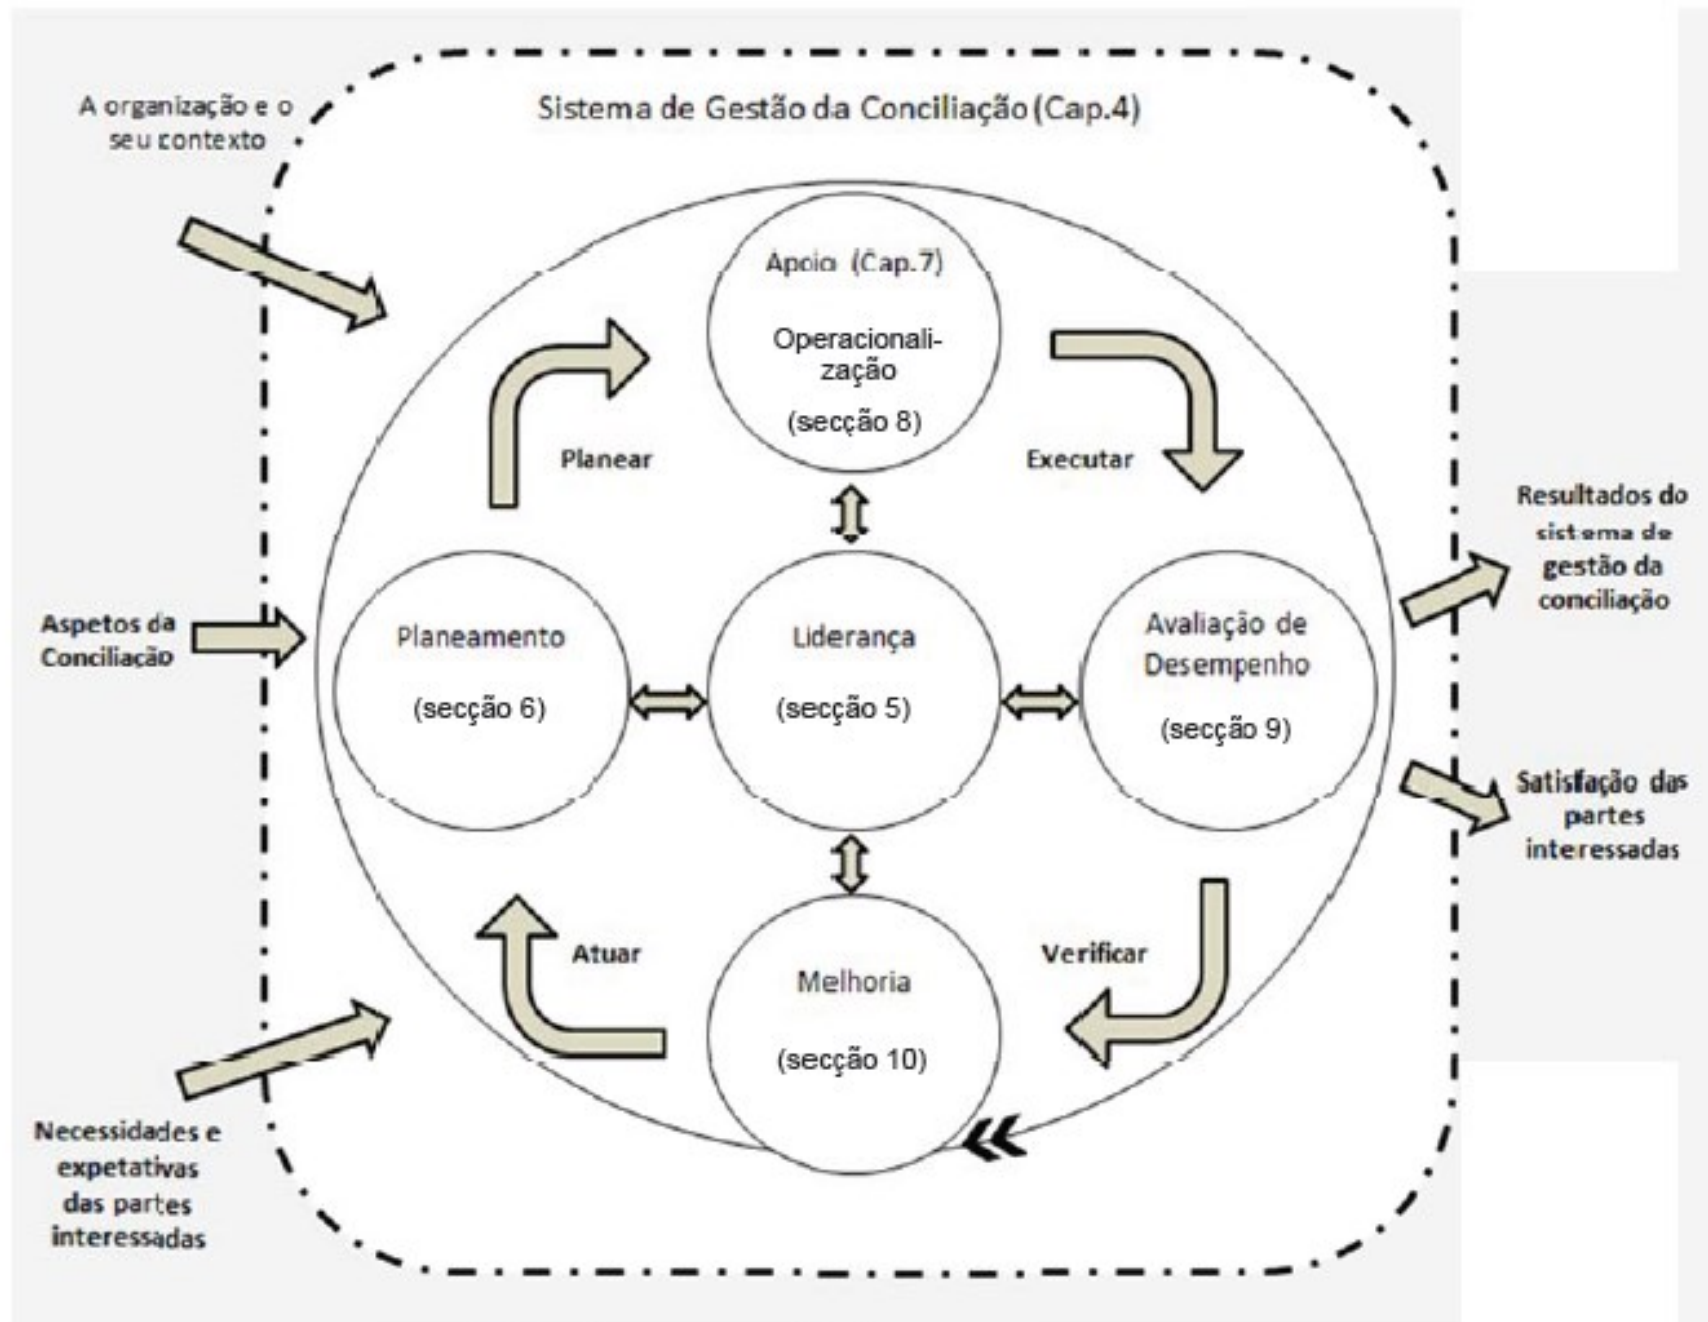 Sistema de Gestão da Conciliação (Cap.4)
A organização e o
seu contexto
Apoio (Cap.7)
Operacionali-
zação
(secção 8)
Planear
Executar
Resultados do
sistema de
gestão da
conciliação
Aspetos da
Conciliação
Planeamento
(secção 6)
Liderança
(secção 5)
Avaliação de
Desempenho
(secção 9)
Satisfação das
partes
interessadas
Atuar
Verificar
Melhoria
(secção 10)
Necessidades e
expetativas
das partes
interessadas